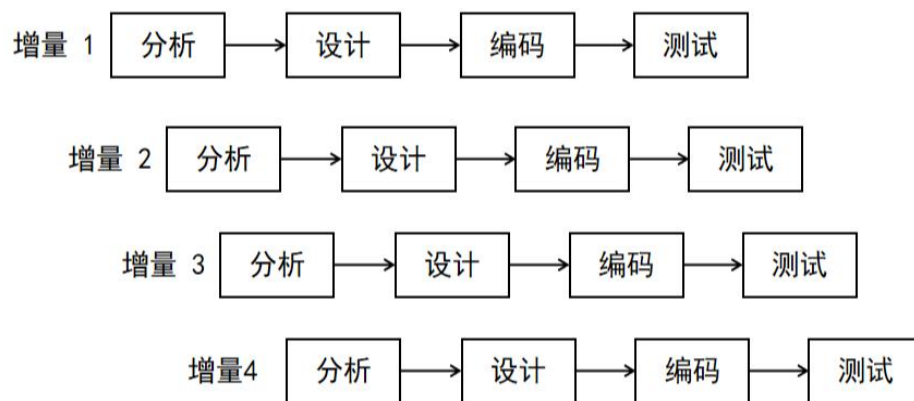 增量 1 分析 设计 编码 测试
增量 2 分析 设计 编码 测试
增量 3 分析 设计 编码 测试
增量4 分析 设计 编码 测试